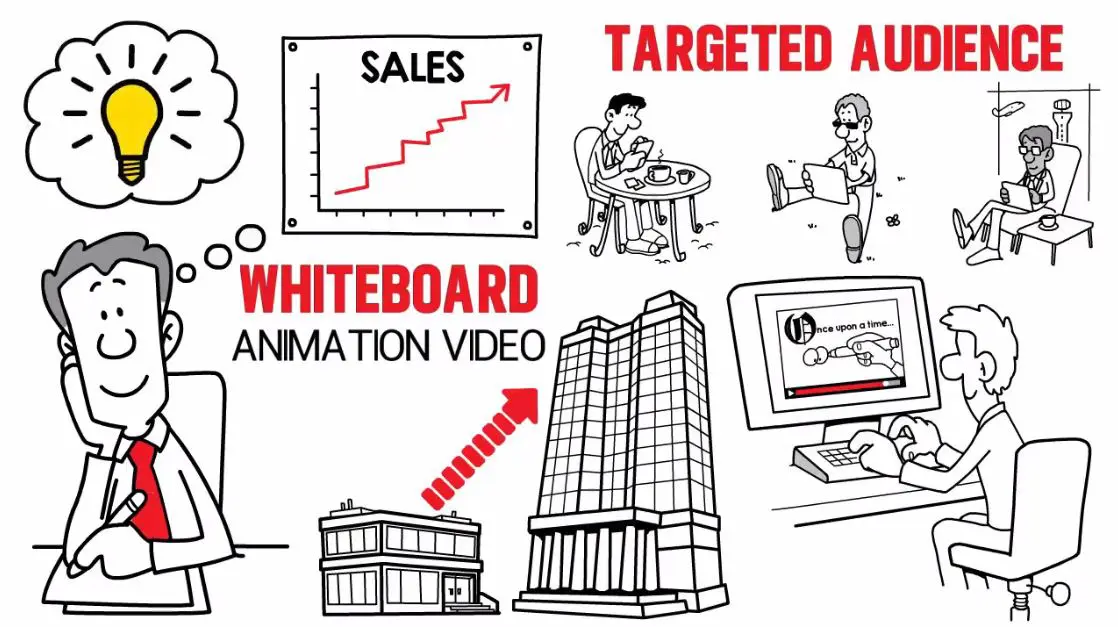 SALES
TARGETED AUDIENCE
WHITEBOARD
ANIMATION VIDEO
Once upon a time...